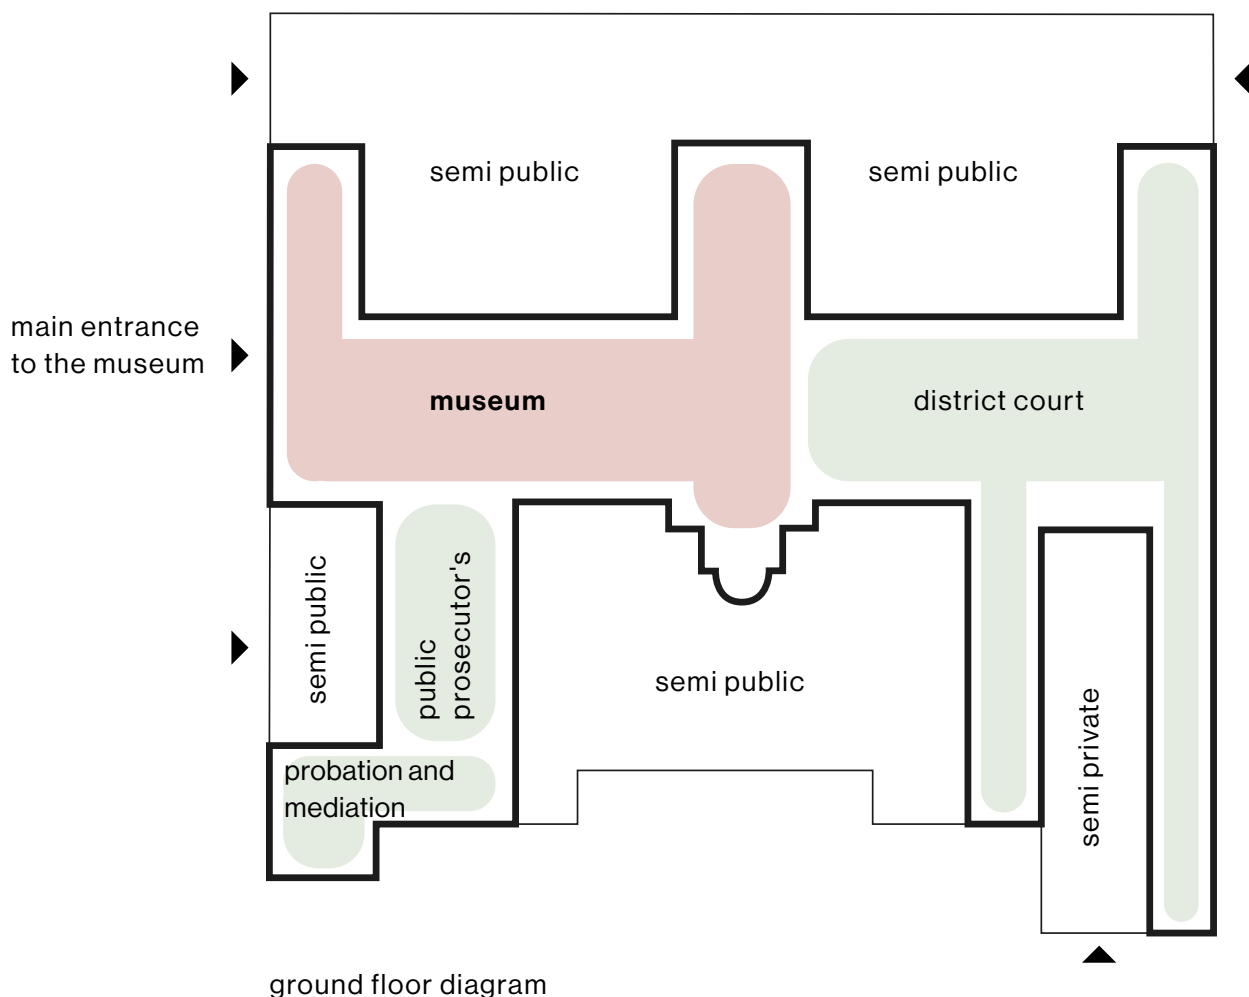 semi public
semi public
main entrance
to the museum
museum
district court
semi public
public
prosecutor's
semi public
semi private
probation and
mediation
ground floor diagram